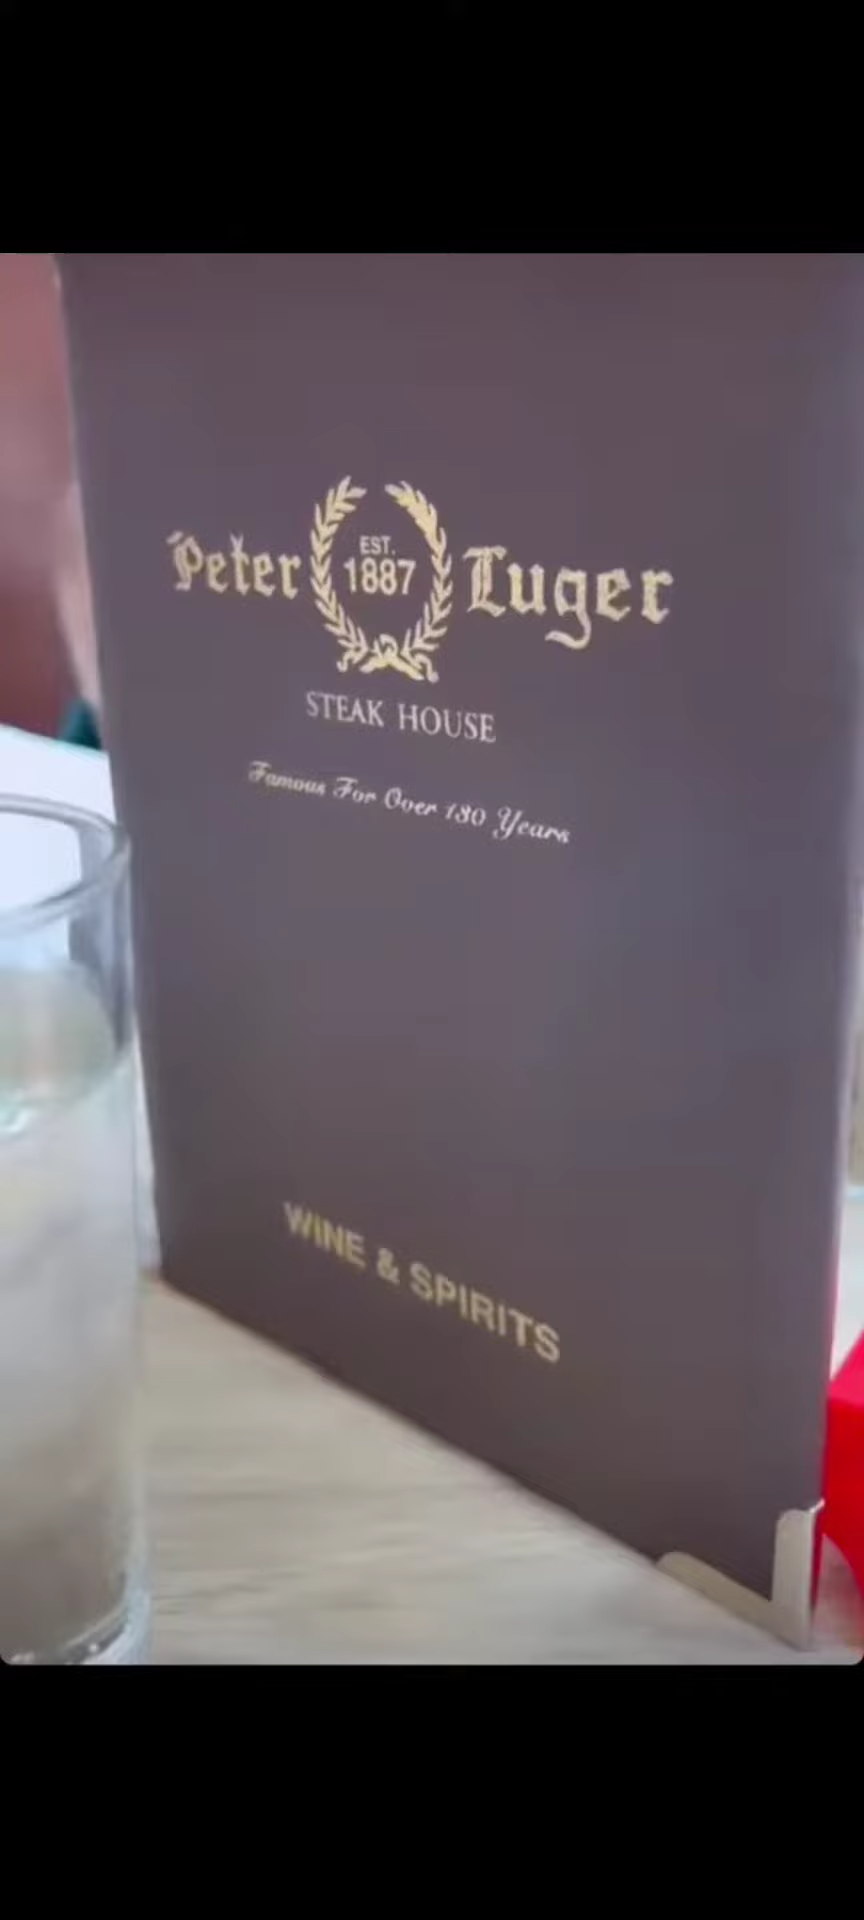 Peter EST. 1887 Luger
STEAK HOUSE
Famous For Over 130 Years
WINE & SPIRITS